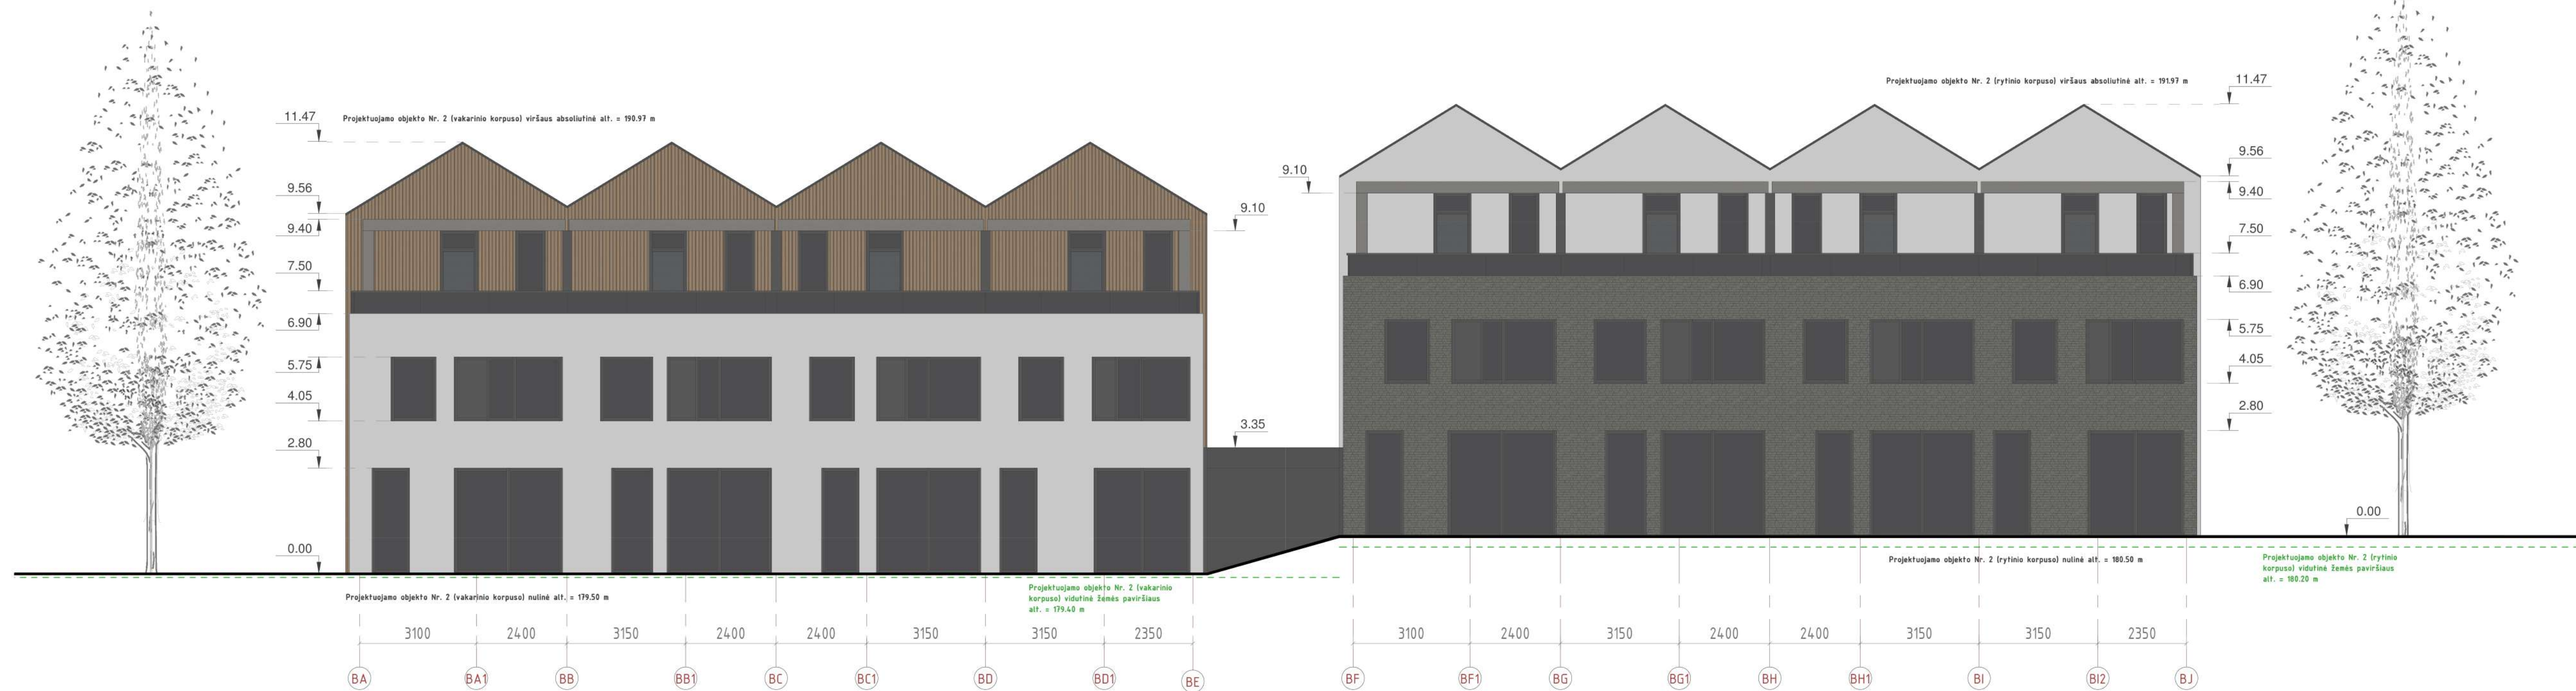 Projektuojamo objekto Nr. 2 (rytinio korpuso) viršaus absoliutinė alt. = 191.97 m
11.47
11.47
Projektuojamo objekto Nr. 2 (vakarinio korpuso) viršaus absoliutinė alt. = 190.97 m
9.56
9.10
9.40
9.56
9.10
7.50
9.40
6.90
7.50
5.75
6.90
4.05
5.75
2.80
4.05
3.35
2.80
0.00
0.00
Projektuojamo objekto Nr. 2 (rytinio korpuso) nulinė alt. = 180.50 m
Projektuojamo objekto Nr. 2 (rytinio
korpuso) vidutinė žemės paviršiaus
alt. = 180.20 m
Projektuojamo objekto Nr. 2 (vakarinio korpuso) nulinė alt. = 179.50 m
Projektuojamo objekto Nr. 2 (vakarinio
korpuso) vidutinė žemės paviršiaus
alt. = 179.40 m
3100 2400 3150 2400 2400 3150 3150 2350
3100 2400 3150 2400 2400 3150 3150 2350
BA BA1 BB BB1 BC BC1 BD BD1 BE
BF BF1 BG BG1 BH BH1 BI BI2 BJ